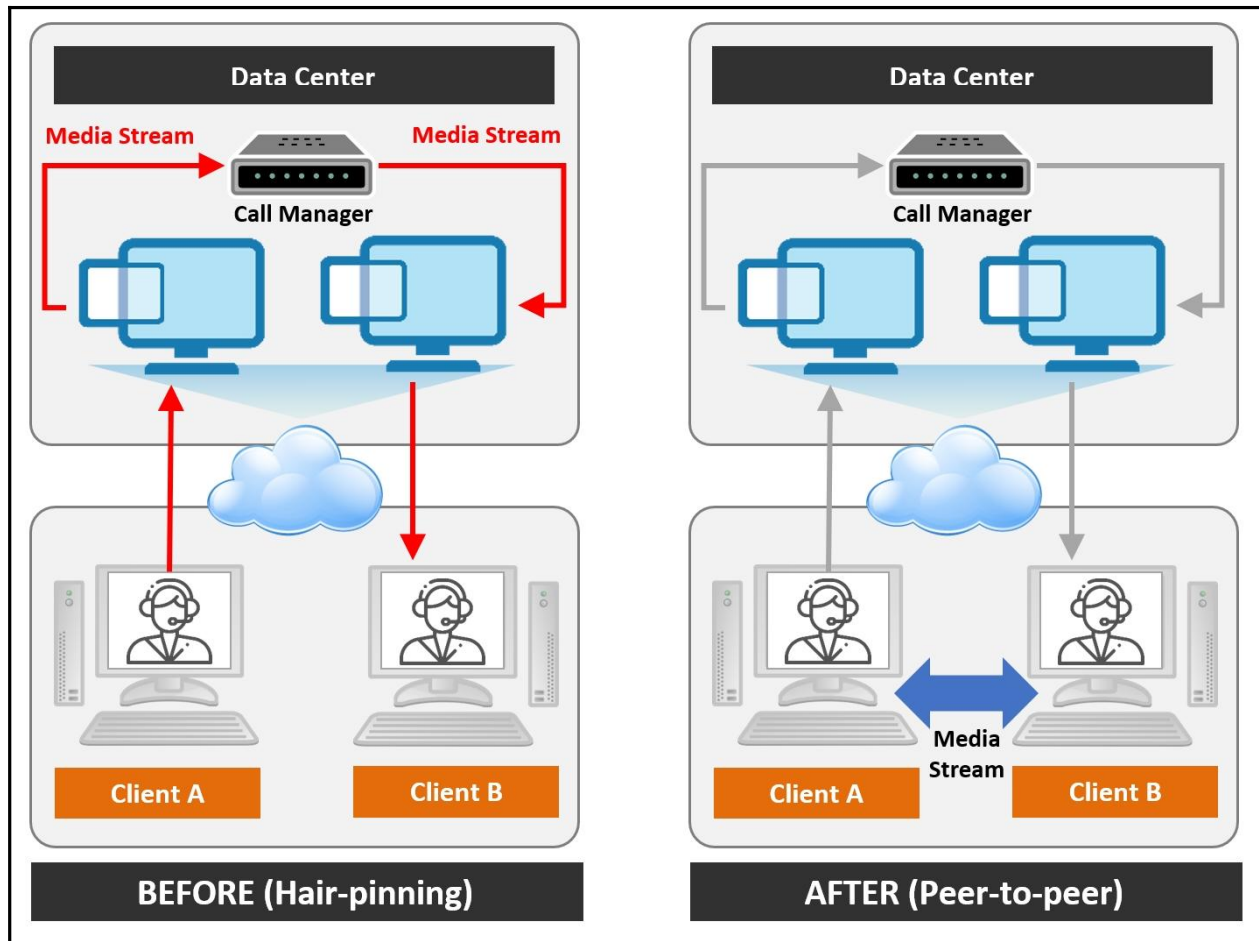 Data Center
Media Stream
Media Stream
Call Manager
Client A
Client B
BEFORE (Hair-pinning)
Data Center
Call Manager
Media
Stream
Client A
Client B
AFTER (Peer-to-peer)